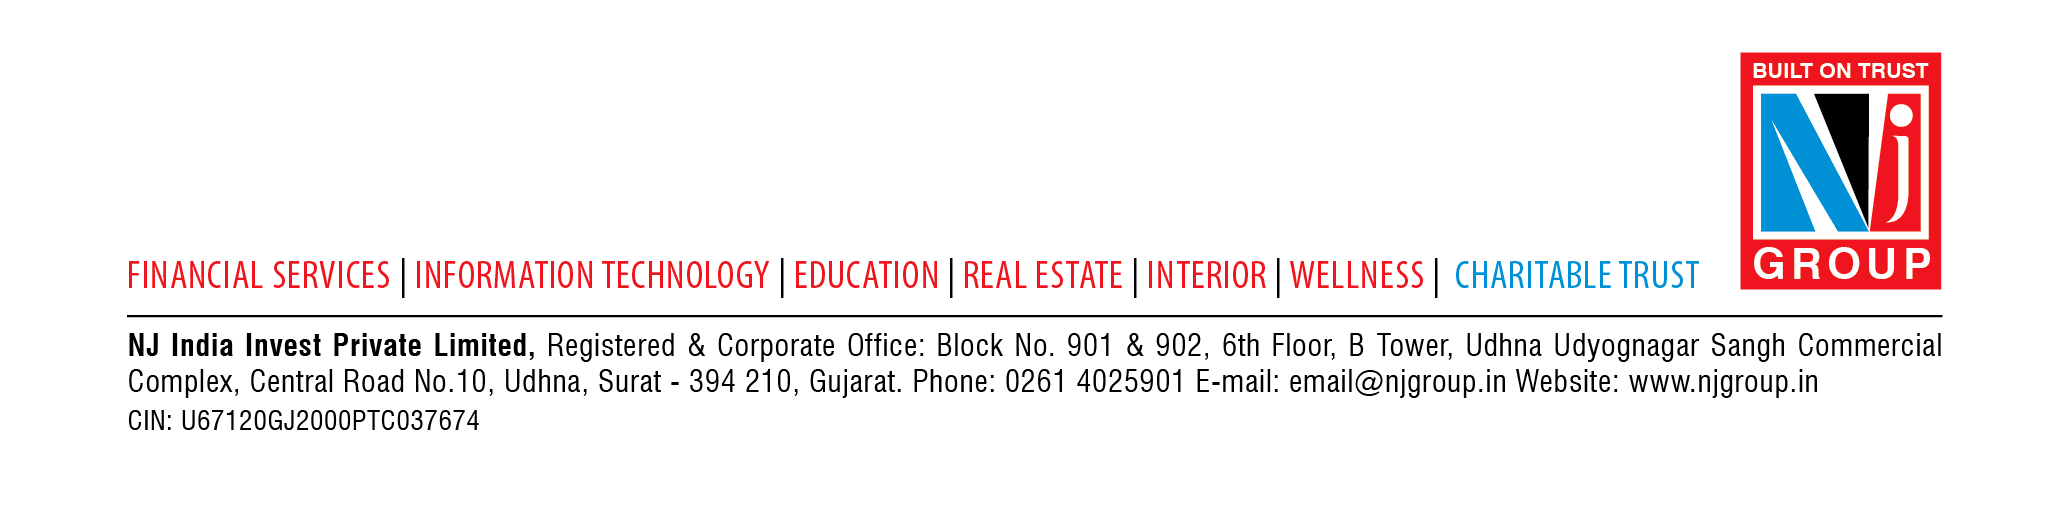 BUILT ON TRUST
Nj
GROUP
FINANCIAL SERVICES | INFORMATION TECHNOLOGY | EDUCATION | REAL ESTATE | INTERIOR | WELLNESS | CHARITABLE TRUST
NJ India Invest Private Limited, Registered & Corporate Office: Block No. 901 & 902, 6th Floor, B Tower, Udhna Udyognagar Sangh Commercial
Complex, Central Road No.10, Udhna, Surat - 394 210, Gujarat. Phone: 0261 4025901 E-mail: email@njgroup.in Website: www.njgroup.in
CIN: U67120GJ2000PTC037674